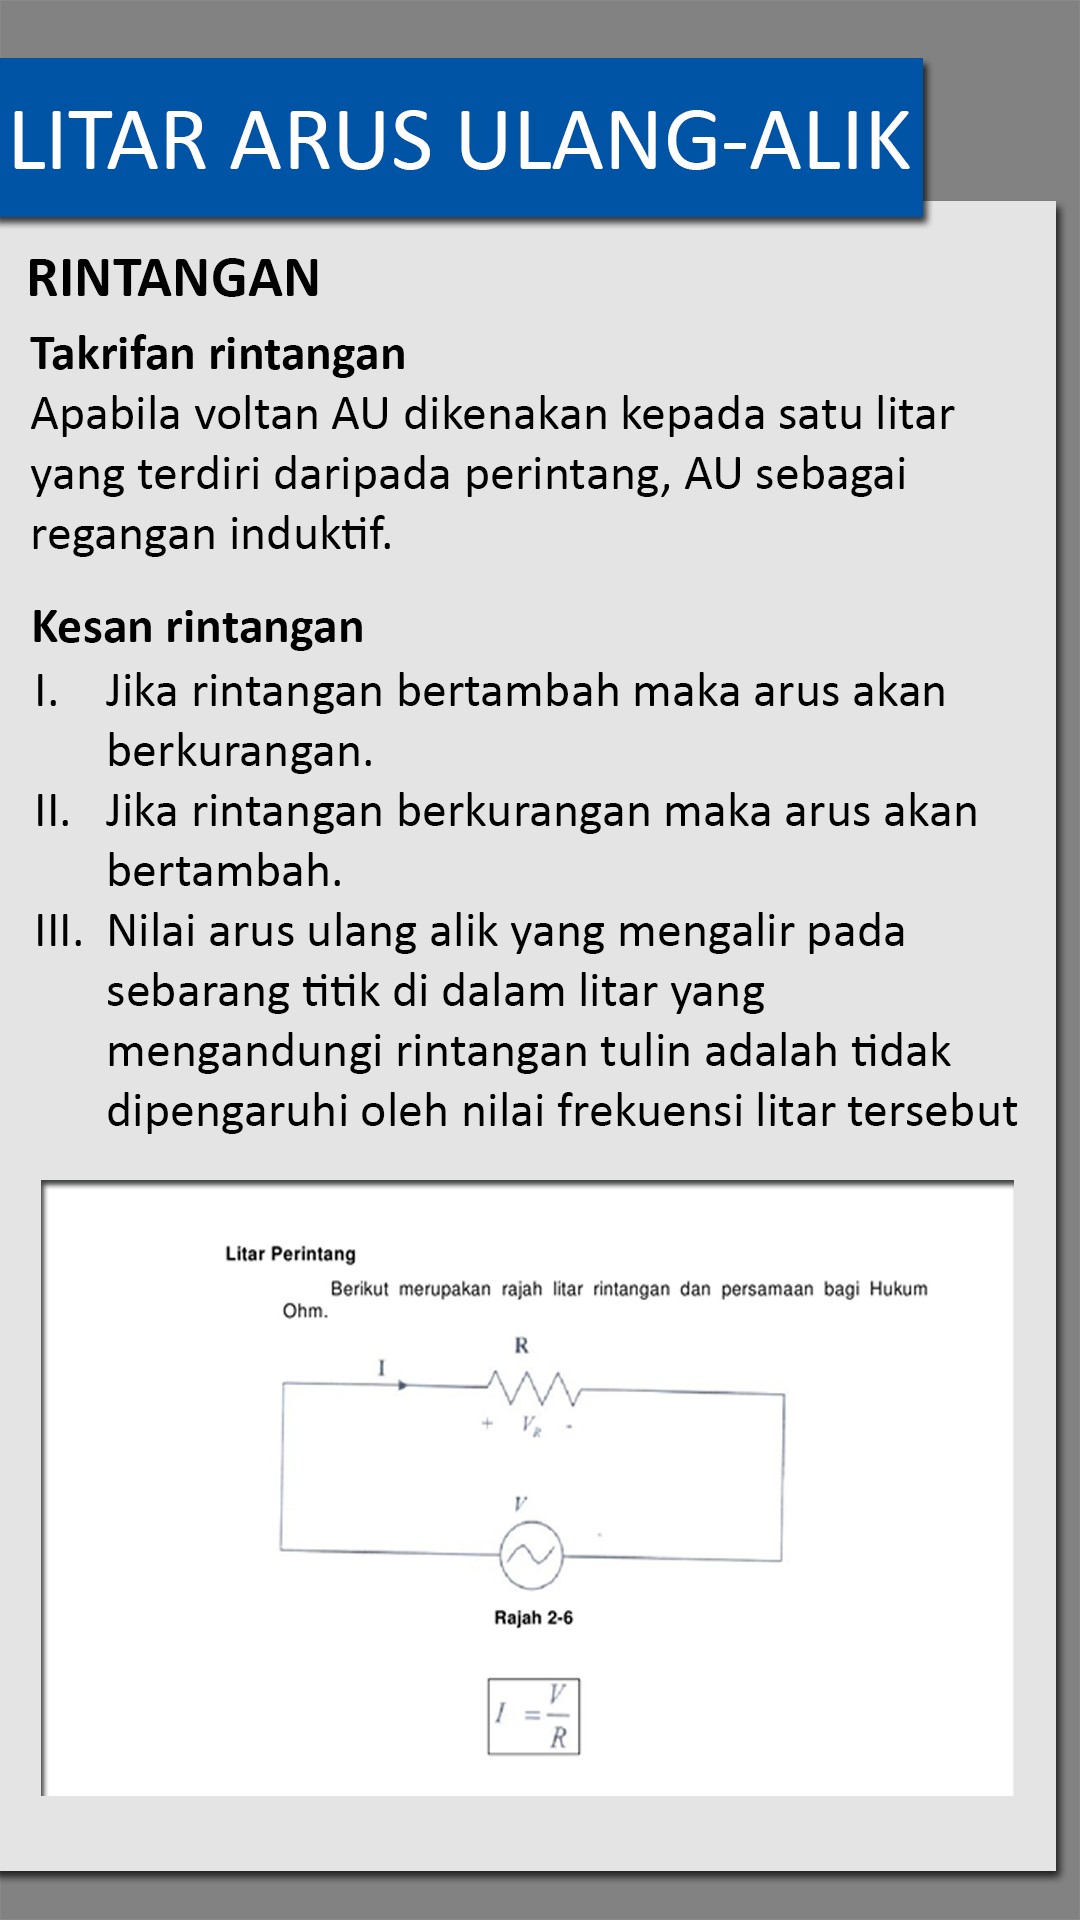 LITAR ARUS ULANG-ALIK
RINTANGAN
Takrifan rintangan
Apabila voltan AU dikenakan kepada satu litar
yang terdiri daripada perintang, AU sebagai
regangan induktif.
Kesan rintangan
I. Jika rintangan bertambah maka arus akan
berkurangan.
II. Jika rintangan berkurangan maka arus akan
bertambah.
III. Nilai arus ulang alik yang mengalir pada
sebarang titik di dalam litar yang
mengandungi rintangan tulin adalah tidak
dipengaruhi oleh nilai frekuensi litar tersebut
Litar Perintang
Berikut merupakan rajah litar rintangan dan persamaan bagi Hukum
Ohm.
R
I
+ V_R -
V
Rajah 2-6
I = V/R